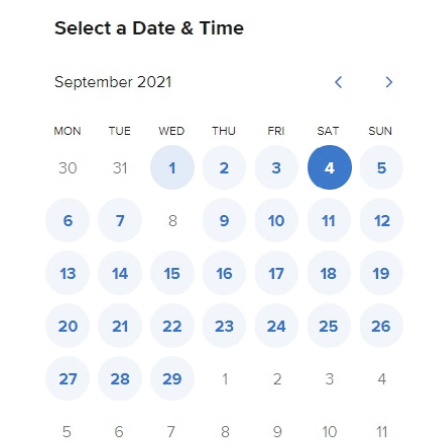 Select a Date & Time
September 2021
MON TUE WED THU FRI SAT SUN
30 31 1 2 3 4 5
6 7 8 9 10 11 12
13 14 15 16 17 18 19
20 21 22 23 24 25 26
27 28 29 1 2 3 4
5 6 7 8 9 10 11